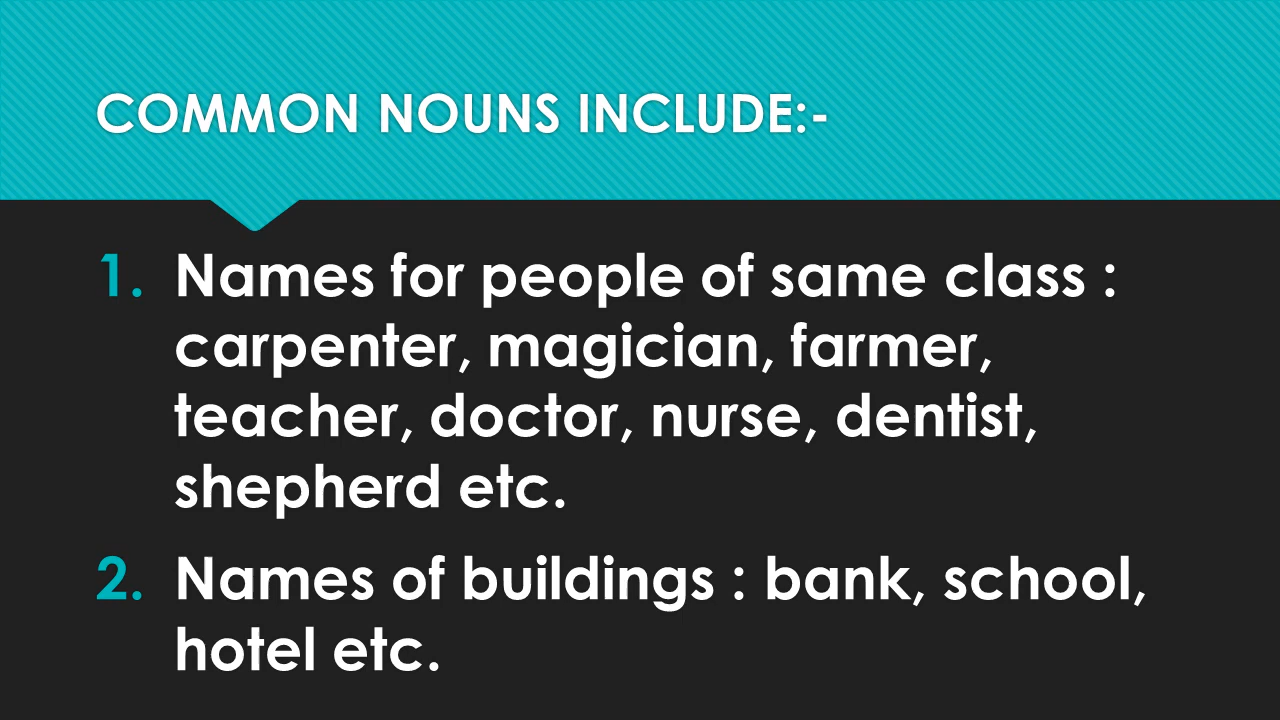 COMMON NOUNS INCLUDE:-
1. Names for people of same class :
carpenter, magician, farmer,
teacher, doctor, nurse, dentist,
shepherd etc.
2. Names of buildings : bank, school,
hotel etc.